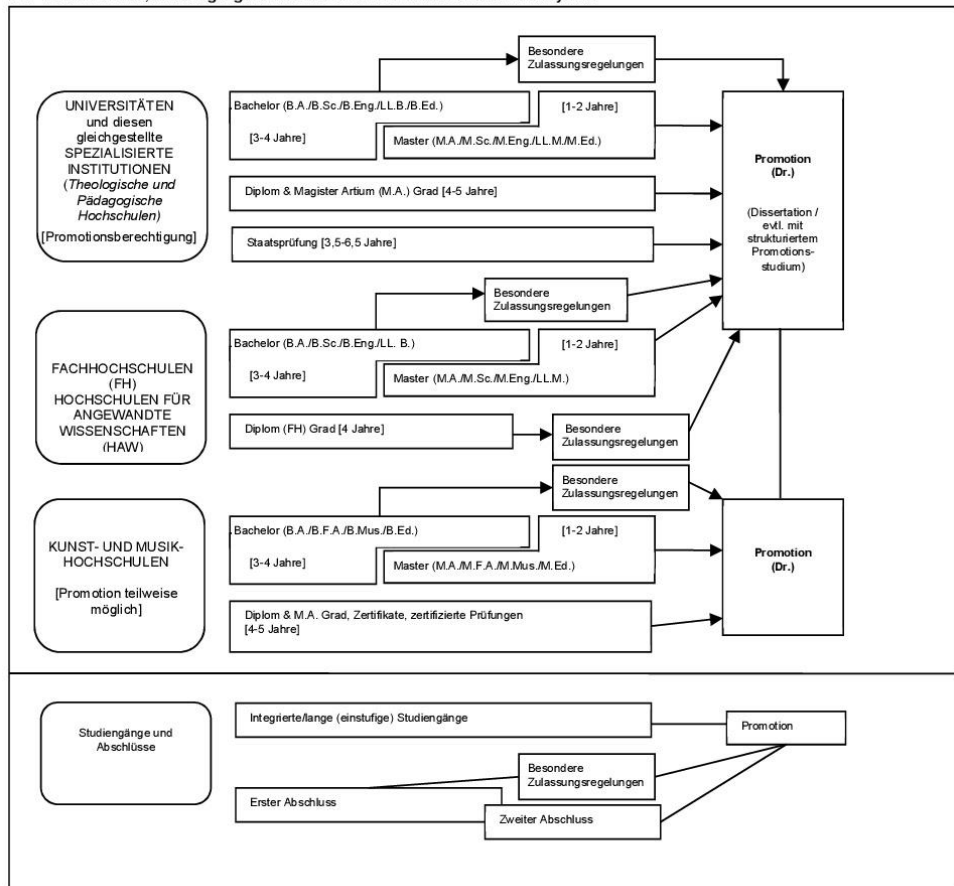 Besondere
Zulassungsregelungen
UNIVERSITÄTEN
und diesen
gleichgestellte
SPEZIALISIERTE
INSTITUTIONEN
(Theologische und
Pädagogische
Hochschulen)
[Promotionsberechtigung]
Bachelor (B.A./B.Sc./B.Eng./LL.B./B.Ed.)
[3-4 Jahre]
[1-2 Jahre]
Master (M.A./M.Sc./M.Eng./LL.M./M.Ed.)
Diplom & Magister Artium (M.A.) Grad [4-5 Jahre]
Staatsprüfung [3,5-6,5 Jahre]
Promotion
(Dr.)
(Dissertation /
evtl. mit
strukturiertem
Promotions-
studium)
Besondere
Zulassungsregelungen
FACHHOCHSCHULEN
(FH)
HOCHSCHULEN FÜR
ANGEWANDTE
WISSENSCHAFTEN
(HAW)
Bachelor (B.A./B.Sc./B.Eng./LL. B.)
[3-4 Jahre]
[1-2 Jahre]
Master (M.A./M.Sc./M.Eng./LL.M.)
Diplom (FH) Grad [4 Jahre]
Besondere
Zulassungsregelungen
Besondere
Zulassungsregelungen
KUNST- UND MUSIK-
HOCHSCHULEN
[Promotion teilweise
möglich]
Bachelor (B.A./B.F.A./B.Mus./B.Ed.)
[3-4 Jahre]
[1-2 Jahre]
Master (M.A./M.F.A./M.Mus./M.Ed.)
Diplom & M.A. Grad, Zertifikate, zertifizierte Prüfungen
[4-5 Jahre]
Promotion
(Dr.)
Studiengänge und
Abschlüsse
Integrierte/lange (einstufige) Studiengänge
Promotion
Besondere
Zulassungsregelungen
Erster Abschluss
Zweiter Abschluss